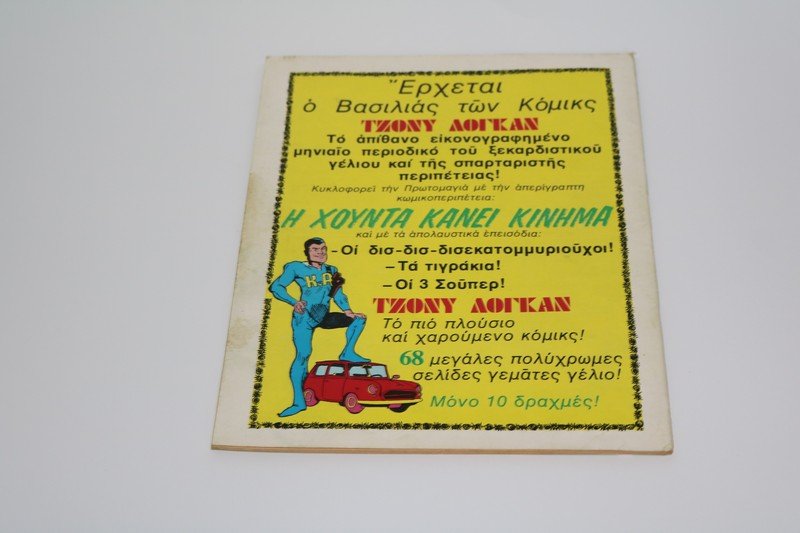 Ἔρχεται
ὁ Βασιλιάς τῶν Κόμικς
ΤΖΟΝΥ ΛΟΓΚΑΝ
Τό ἀπίθανο εἰκονογραφημένο
μηνιαῖο περιοδικό τοῦ ξεκαρδιστικοῦ
γέλιου καί τῆς σπαρταριστῆς
περιπέτειας!
Κυκλοφορεῖ τήν Πρωτομαγιά μέ τήν ἀπερίγραπτη
κωμικοπεριπέτεια:
Η ΧΟΥΝΤΑ ΚΑΝΕΙ ΚΙΝΗΜΑ
καί μέ τά ἀπολαυστικά ἐπεισόδια:
-Οἱ δισ-δισ-δισεκατομμυριοῦχοι!
-Τά τιγράκια!
-Οἱ 3 Σοῦπερ!
Κ.Α
ΤΖΟΝΥ ΛΟΓΚΑΝ
Τό πιό πλούσιο
καί χαρούμενο κόμικς!
68 μεγάλες πολύχρωμες
σελίδες γεμᾶτες γέλιο!
Μόνο 10 δραχμές!